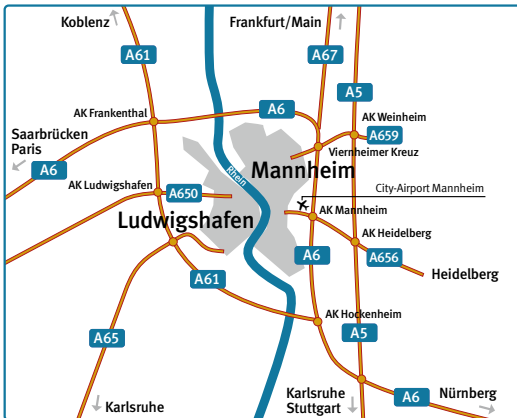 Koblenz
Frankfurt/Main
A61
A67
A5
A6
AK Frankenthal
AK Weinheim
A659
Viernheimer Kreuz
Saarbrücken
Paris
A6
Rhein
Mannheim
AK Ludwigshafen
A650
City-Airport Mannheim
Ludwigshafen
AK Mannheim
AK Heidelberg
A6
A656
Heidelberg
A61
AK Hockenheim
A65
A5
Karlsruhe
Karlsruhe
Stuttgart
A6
Nürnberg